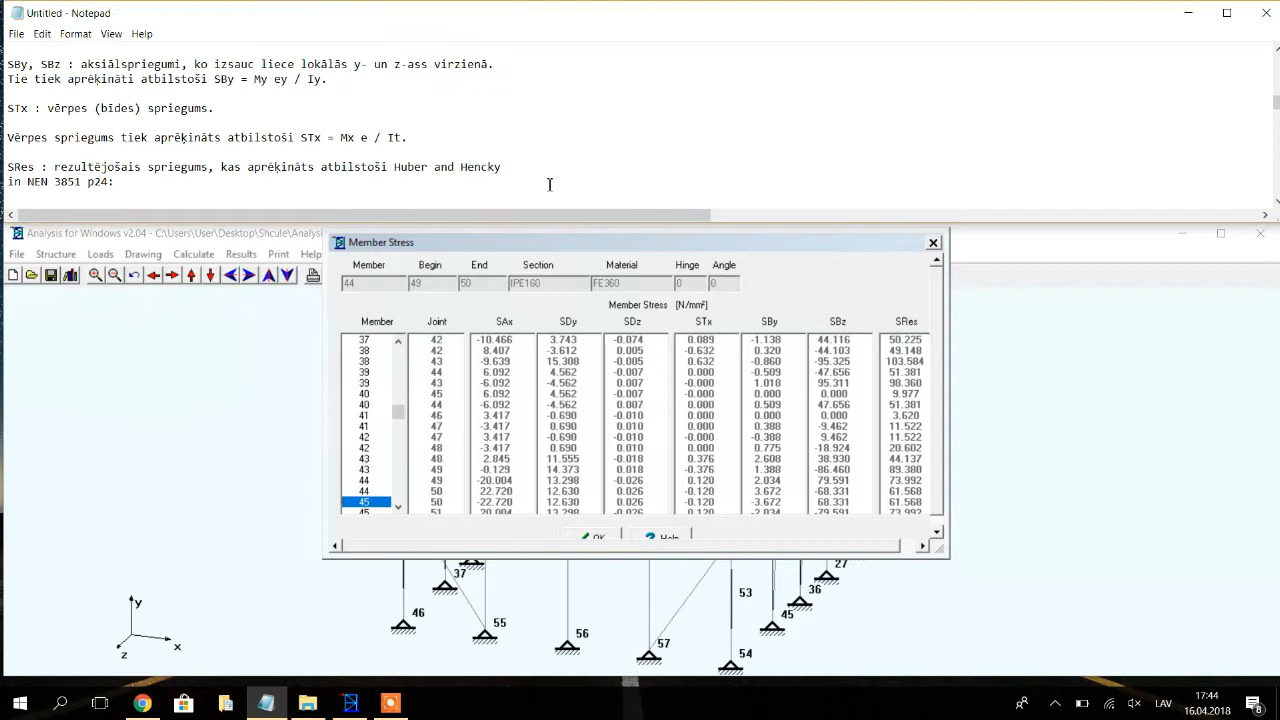 Untitled - Notepad
File Edit Format View Help
SBy, SBz : aksiālspriegumi, ko izsauc liece lokālās y- un z-ass virzienā.
Tie tiek aprēķināti atbilstoši SBy = My ey / Iy.
STx : vērpes (bīdes) spriegums.
Vērpes spriegums tiek aprēķināts atbilstoši STx = Mx e / It.
SRes : rezultējošais spriegums, kas aprēķināts atbilstoši Huber and Hencky
in NEN 3851 p24:
Analysis for Windows v2.04 - C:\Users\User\Desktop\Shcule\Analysi
File Structure Loads Drawing Calculate Results Print Help
Member Stress
Member Begin End Section Material Hinge Angle
44 49 50 IPE160 FE360 0 0
Member Stress [N/mm²]
Member Joint SAx SDy SDz STx SBy SBz SRes
37 42 -10.466 3.743 -0.074 0.089 -1.138 44.116 50.225
38 42 8.407 -3.612 0.005 -0.632 0.320 -44.103 49.148
38 43 -9.639 15.308 -0.005 0.632 -0.860 -95.325 103.584
39 44 6.092 4.562 -0.007 0.000 -0.509 -47.656 51.381
39 43 -6.092 -4.562 0.007 -0.000 1.018 95.311 98.360
40 45 -6.092 4.562 -0.007 -0.000 0.000 0.000 9.977
40 44 6.092 -4.562 0.007 0.000 0.509 47.656 51.381
41 46 3.417 -0.690 -0.010 0.000 0.000 0.000 3.620
41 47 -3.417 0.690 0.010 -0.000 0.388 -9.462 11.522
42 47 3.417 -0.690 -0.010 0.000 -0.388 9.462 11.522
42 48 -3.417 0.690 0.010 -0.000 0.775 -18.924 20.602
43 48 2.845 11.555 -0.018 0.376 2.608 38.930 44.137
43 49 -0.129 14.373 0.018 -0.376 1.388 -86.460 89.380
44 49 -20.004 13.298 0.026 0.120 2.034 79.591 73.992
44 50 22.720 12.630 -0.026 -0.120 3.672 -68.331 61.568
45 50 -22.720 12.630 0.026 0.120 -3.672 68.331 61.568
45 51 20.004 13.298 -0.026 -0.120 -2.034 -79.591 73.992
OK Help
37 27
53 36
46 55 45
56 57
54
y
x
z
LAV
17:44
16.04.2018
8